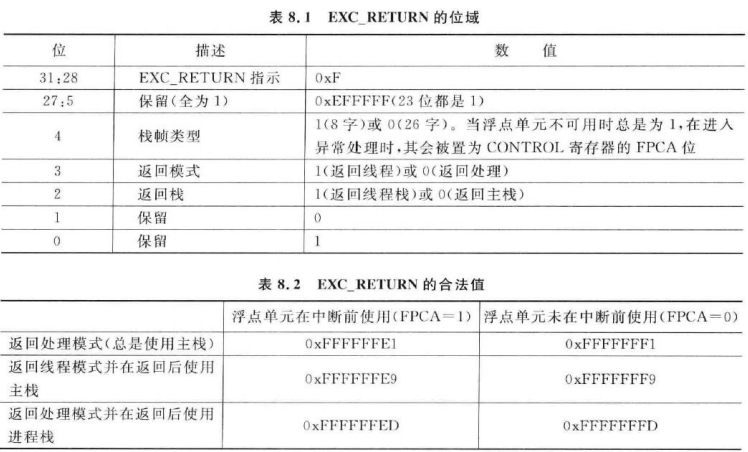 表 8.1 EXC_RETURN 的位域
位 描述 数 值
31:28 EXC_RETURN 指示 0xF
27:5 保留(全为 1) 0xEFFFFF(23 位都是 1)
4 栈帧类型 1(8 字)或 0(26 字)。当浮点单元不可用时总是为 1,在进入
异常处理时,其会被置为 CONTROL 寄存器的 FPCA 位
3 返回模式 1(返回线程)或 0(返回处理)
2 返回栈 1(返回线程栈)或 0(返回主栈)
1 保留 0
0 保留 1
表 8.2 EXC_RETURN 的合法值
浮点单元在中断前使用(FPCA=1) 浮点单元未在中断前使用(FPCA=0)
返回处理模式(总是使用主栈) 0xFFFFFFE1 0xFFFFFFF1
返回线程模式并在返回后使用
主栈 0xFFFFFFE9 0xFFFFFFF9
返回处理模式并在返回后使用
进程栈 0xFFFFFFED 0xFFFFFFFD